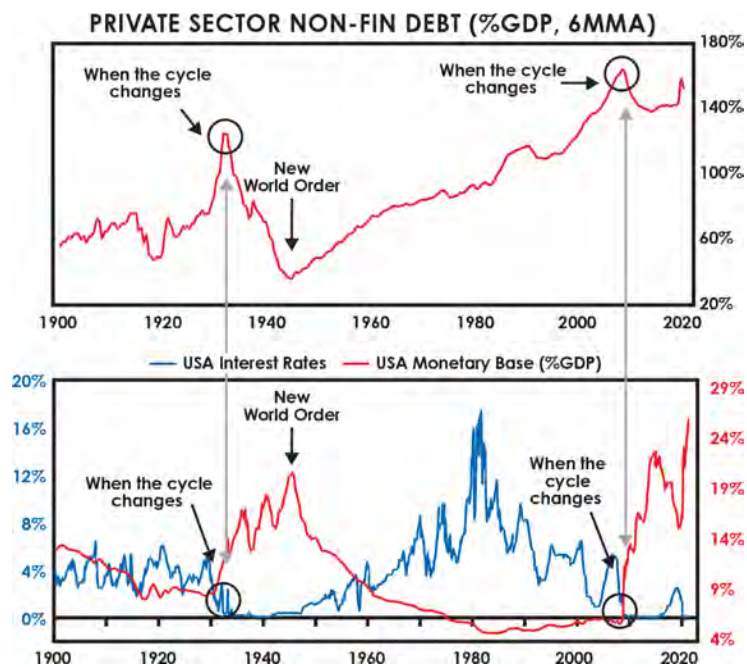 PRIVATE SECTOR NON-FIN DEBT (%GDP, 6MMA)
180%
When the cycle
changes
When the cycle
changes
140%
New
World Order
100%
60%
20%
1900 1920 1940 1960 1980 2000 2020
USA Interest Rates USA Monetary Base (%GDP)
20% 29%
New
World Order
16% 24%
When the cycle
changes
When the
cycle
changes
12% 19%
8% 14%
4% 9%
0% 4%
1900 1920 1940 1960 1980 2000 2020